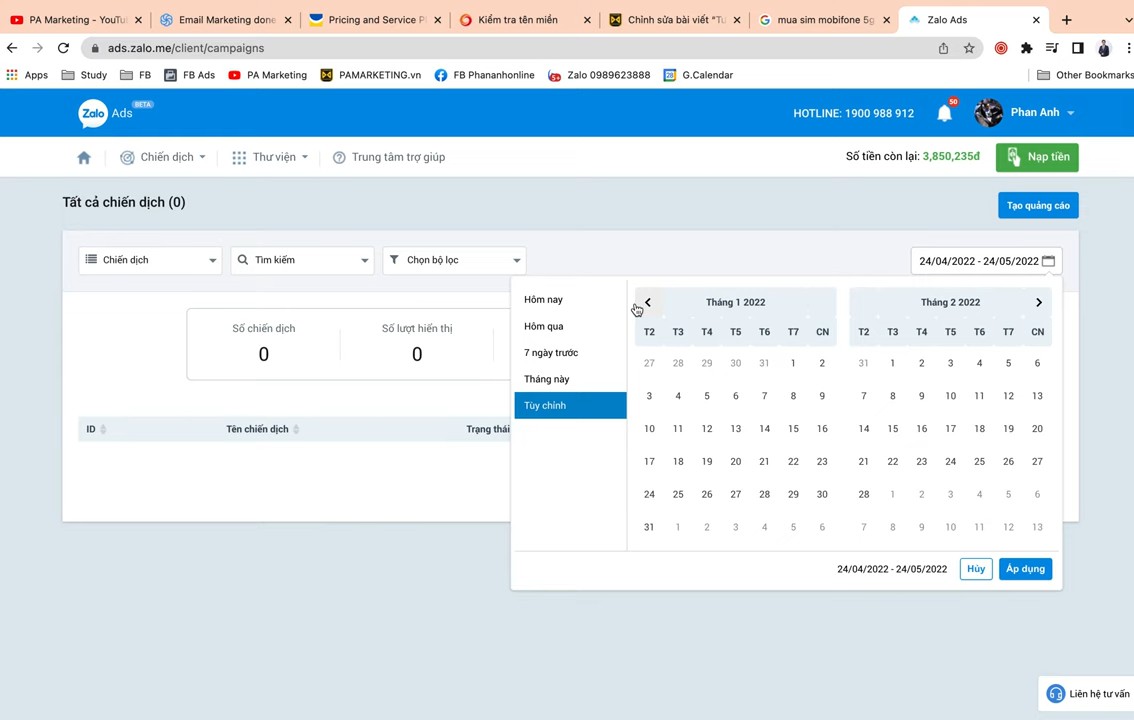 PA Marketing - YouTu
Email Marketing done
Pricing and Service P
Kiểm tra tên miền
Chỉnh sửa bài viết "Tu
mua sim mobifone 5g
Zalo Ads
ads.zalo.me/client/campaigns
Apps
Study
FB
FB Ads
PA Marketing
PAMARKETING.vn
FB Phananhonline
Zalo 0989623888
G.Calendar
Other Bookmarks
Zalo Ads BETA
HOTLINE: 1900 988 912
50
Phan Anh
Chiến dịch
Thư viện
Trung tâm trợ giúp
Số tiền còn lại: 3,850,235đ
Nạp tiền
Tất cả chiến dịch (0)
Tạo quảng cáo
Chiến dịch
Tìm kiếm
Chọn bộ lọc
24/04/2022 - 24/05/2022
Số chiến dịch
0
Số lượt hiển thị
0
ID
Tên chiến dịch
Trạng thái
Hôm nay
Hôm qua
7 ngày trước
Tháng này
Tùy chỉnh
Tháng 1 2022
T2 T3 T4 T5 T6 T7 CN
27 28 29 30 31 1 2
3 4 5 6 7 8 9
10 11 12 13 14 15 16
17 18 19 20 21 22 23
24 25 26 27 28 29 30
31 1 2 3 4 5 6
Tháng 2 2022
T2 T3 T4 T5 T6 T7 CN
31 1 2 3 4 5 6
7 8 9 10 11 12 13
14 15 16 17 18 19 20
21 22 23 24 25 26 27
28 1 2 3 4 5 6
7 8 9 10 11 12 13
24/04/2022 - 24/05/2022
Hủy
Áp dụng
Liên hệ tư vấn